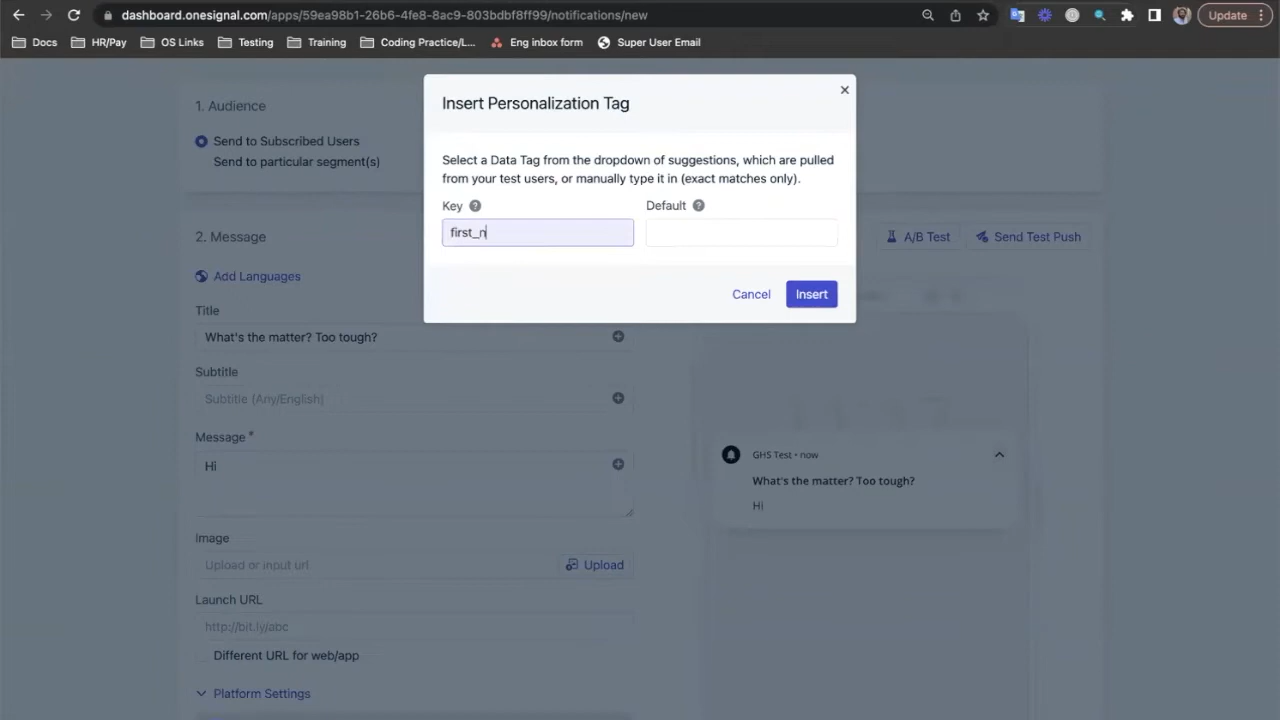 dashboard.onesignal.com/apps/59ea98b1-26b6-4fe8-8ac9-803bdbf8ff99/notifications/new
Update
Docs HR/Pay OS Links Testing Training Coding Practice/L... Eng inbox form Super User Email
Insert Personalization Tag
Select a Data Tag from the dropdown of suggestions, which are pulled
from your test users, or manually type it in (exact matches only).
Key Default
first_n
Cancel Insert
1. Audience
Send to Subscribed Users
Send to particular segment(s)
2. Message
A/B Test Send Test Push
Add Languages
Title
What's the matter? Too tough?
Subtitle
Subtitle (Any/English)
Message *
Hi
Image
Upload or input url Upload
Launch URL
http://bit.ly/abc
Different URL for web/app
Platform Settings
GHS Test • now
What's the matter? Too tough?
Hi